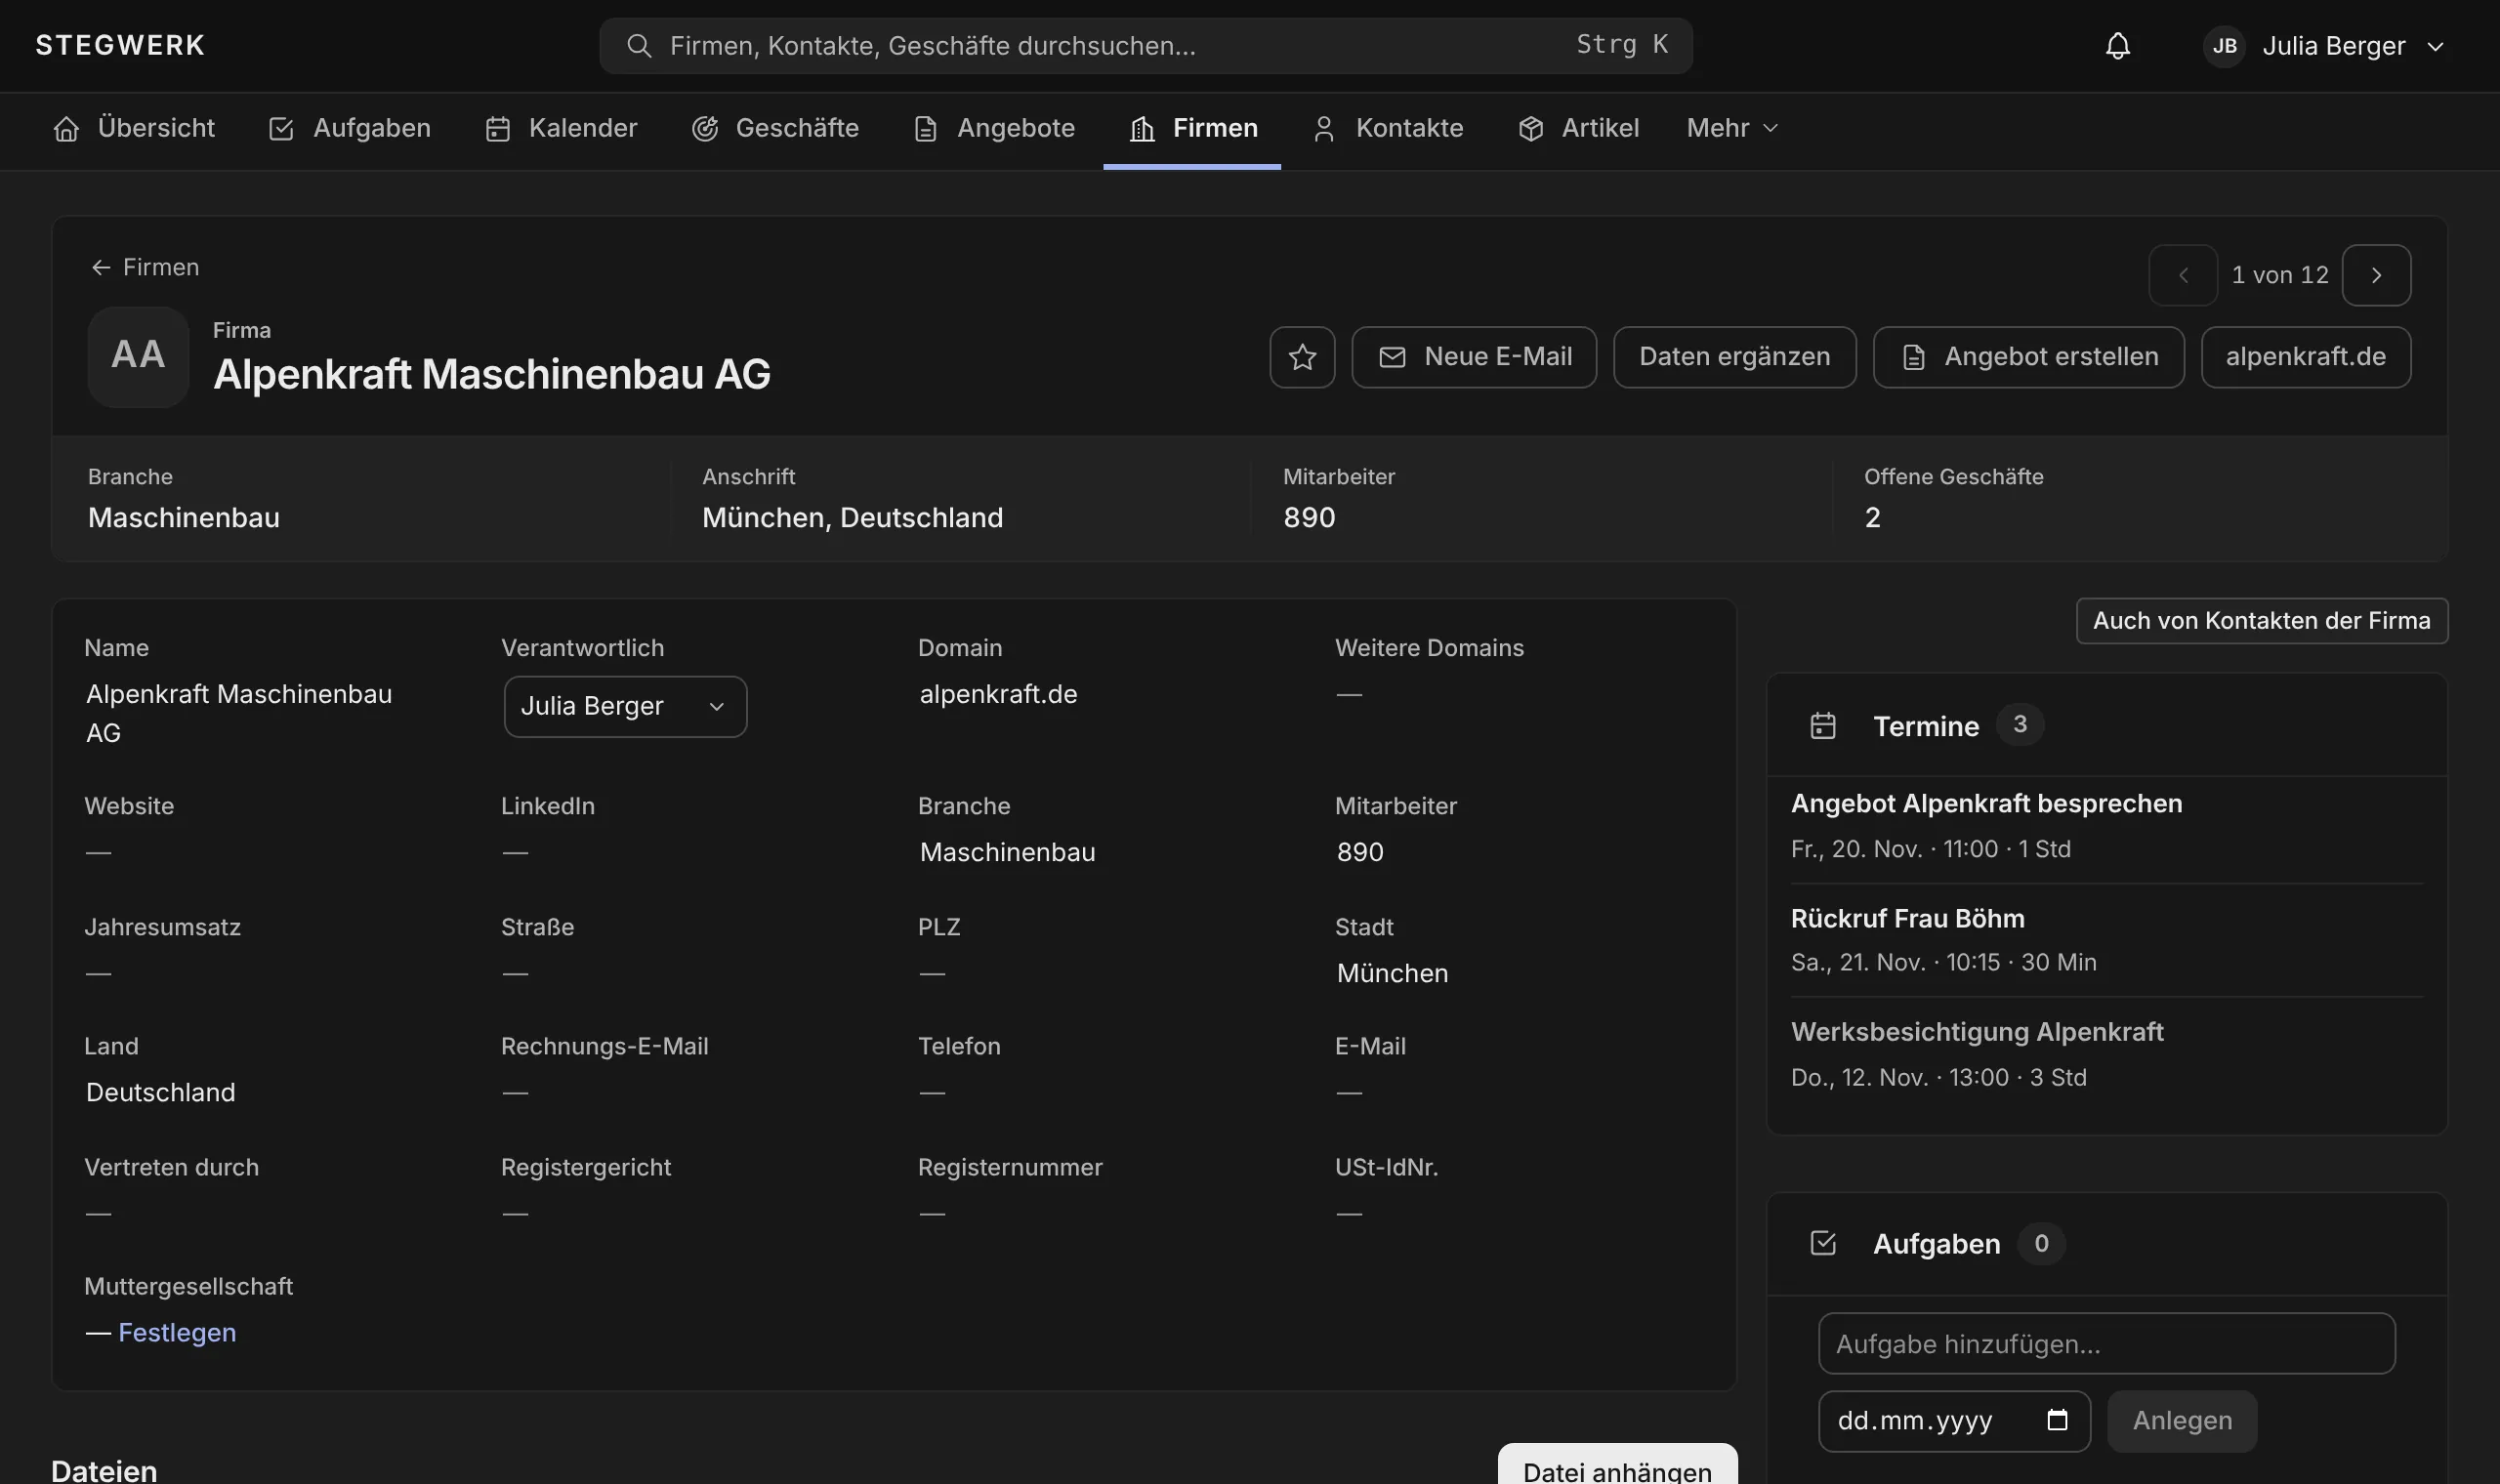 STEGWERK
Firmen, Kontakte, Geschäfte durchsuchen...
Strg K
JB
Julia Berger
Übersicht
Aufgaben
Kalender
Geschäfte
Angebote
Firmen
Kontakte
Artikel
Mehr
← Firmen
1 von 12
AA
Firma
Alpenkraft Maschinenbau AG
Neue E-Mail
Daten ergänzen
Angebot erstellen
alpenkraft.de
Branche
Maschinenbau
Anschrift
München, Deutschland
Mitarbeiter
890
Offene Geschäfte
2
Name
Alpenkraft Maschinenbau
AG
Verantwortlich
Julia Berger
Domain
alpenkraft.de
Weitere Domains
—
Website
—
LinkedIn
—
Branche
Maschinenbau
Mitarbeiter
890
Jahresumsatz
—
Straße
—
PLZ
—
Stadt
München
Land
Deutschland
Rechnungs-E-Mail
—
Telefon
—
E-Mail
—
Vertreten durch
—
Registergericht
—
Registernummer
—
USt-IdNr.
—
Muttergesellschaft
— Festlegen
Dateien
Datei anhängen
Auch von Kontakten der Firma
Termine 3
Angebot Alpenkraft besprechen
Fr., 20. Nov. · 11:00 · 1 Std
Rückruf Frau Böhm
Sa., 21. Nov. · 10:15 · 30 Min
Werksbesichtigung Alpenkraft
Do., 12. Nov. · 13:00 · 3 Std
Aufgaben 0
Aufgabe hinzufügen...
dd.mm.yyyy
Anlegen